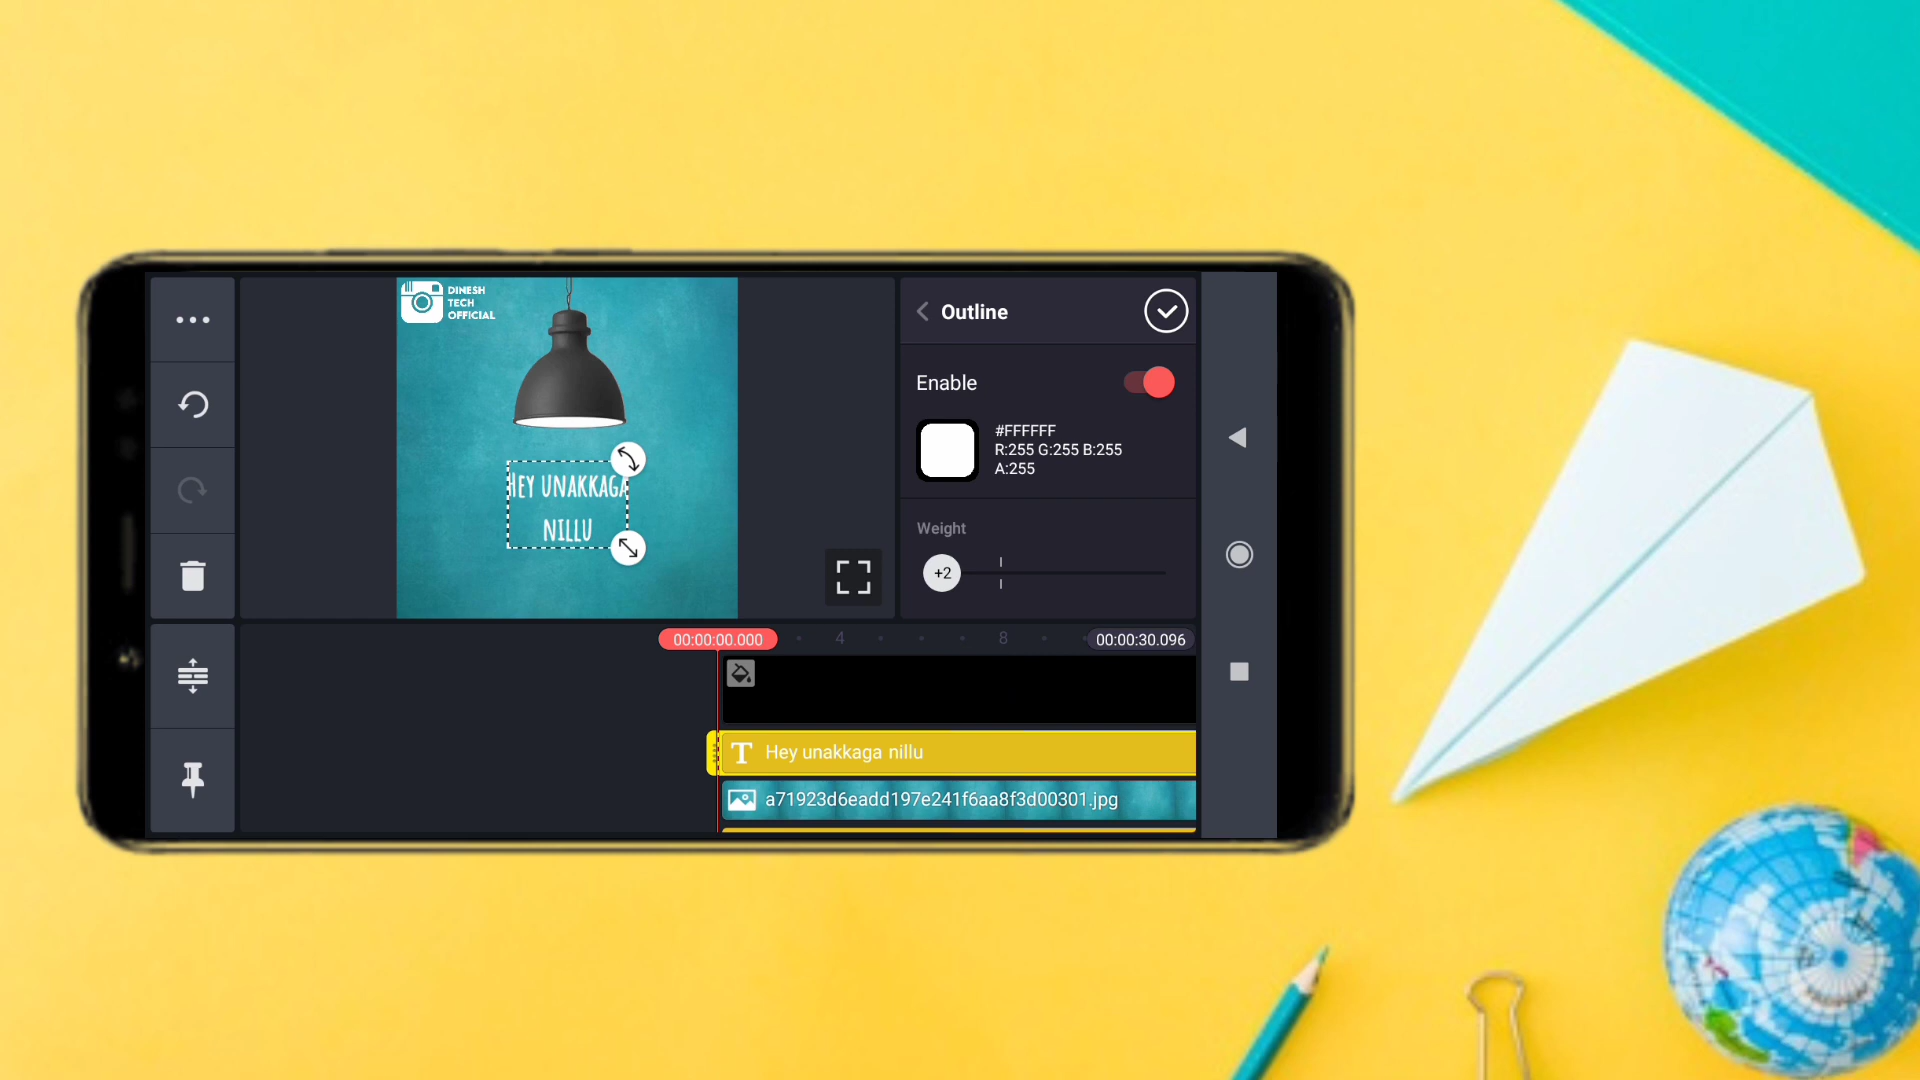 DINESH
TECH
OFFICIAL
HEY UNAKKAGA
NILLU
Outline
Enable
#FFFFFF
R:255 G:255 B:255
A:255
Weight
+2
00:00:00.000
4
8
00:00:30.096
T Hey unakkaga nillu
a71923d6eadd197e241f6aa8f3d00301.jpg